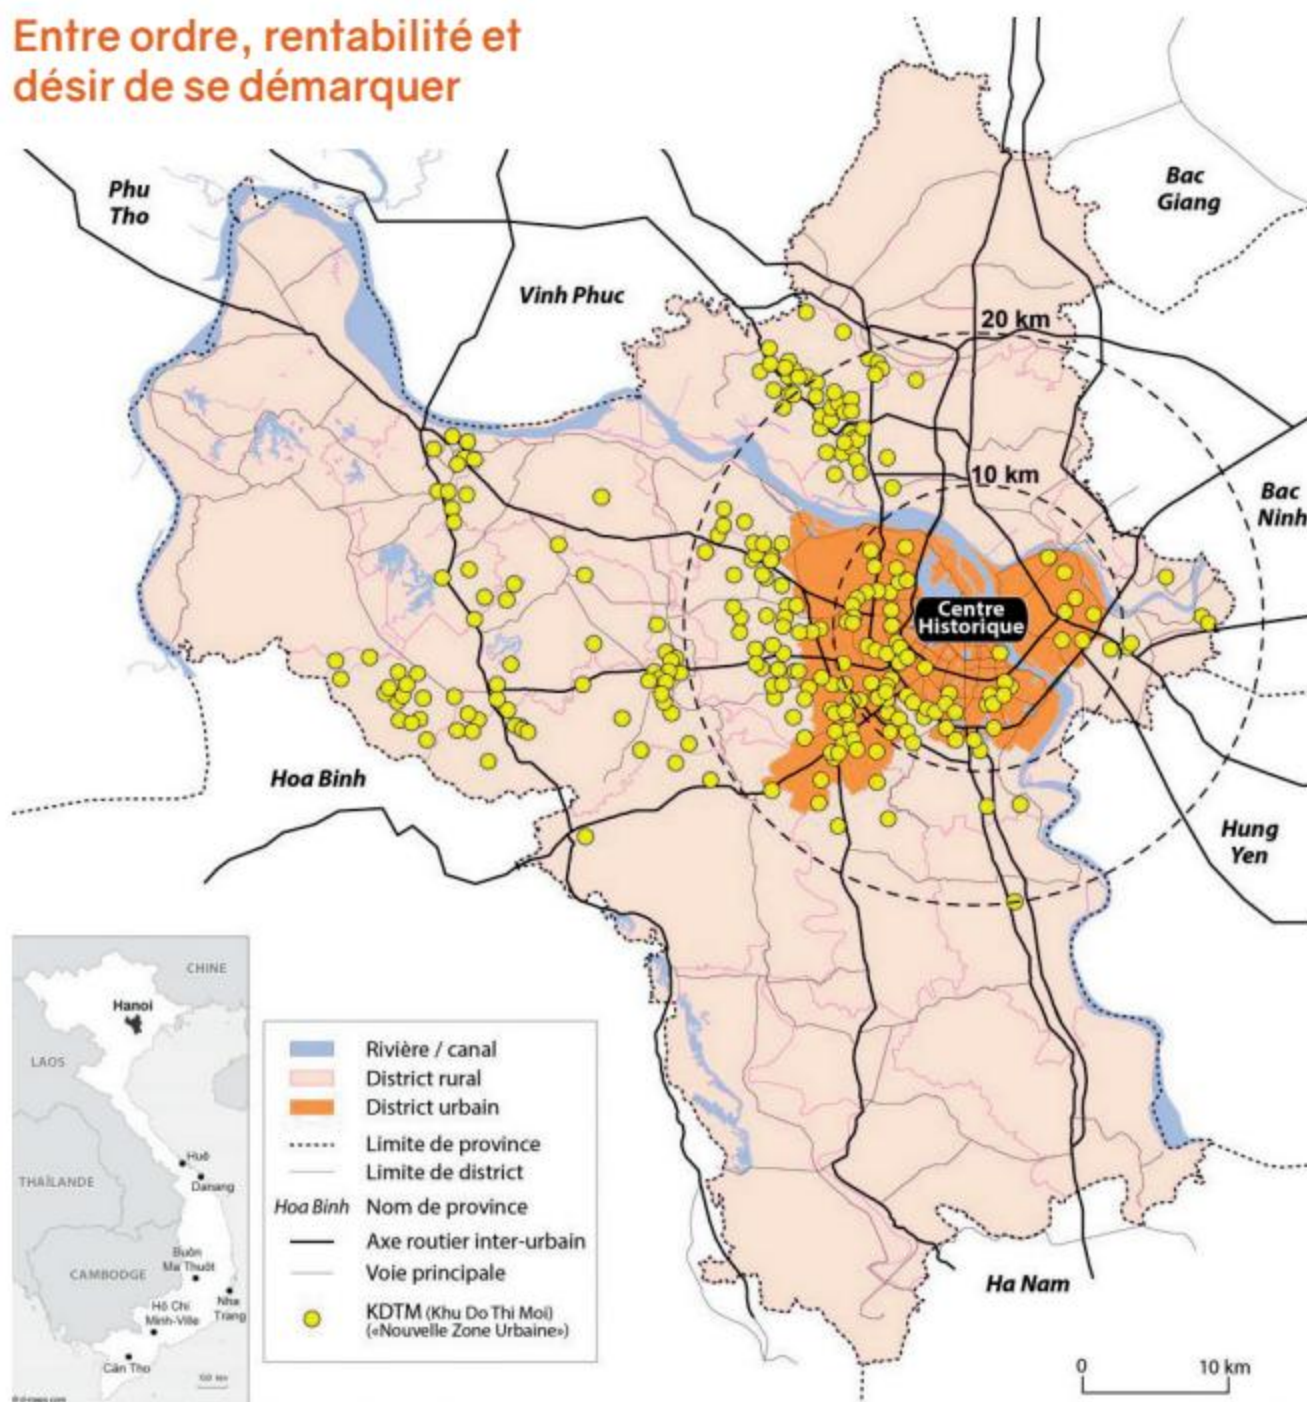 Entre ordre, rentabilité et
désir de se démarquer
Phu
Tho
Vinh Phuc
Bac
Giang
20 km
10 km
Bac
Ninh
Centre
Historique
Hoa Binh
Hung
Yen
Ha Nam
CHINE
Hanoi
LAOS
Huê
Danang
THAÏLANDE
Buôn
Ma Thuôt
CAMBODGE
Nha
Trang
Hô Chi
Minh-Ville
Cân Tho
Rivière / canal
District rural
District urbain
Limite de province
Limite de district
Hoa Binh Nom de province
Axe routier inter-urbain
Voie principale
KDTM (Khu Do Thi Moi)
(«Nouvelle Zone Urbaine»)
0 10 km